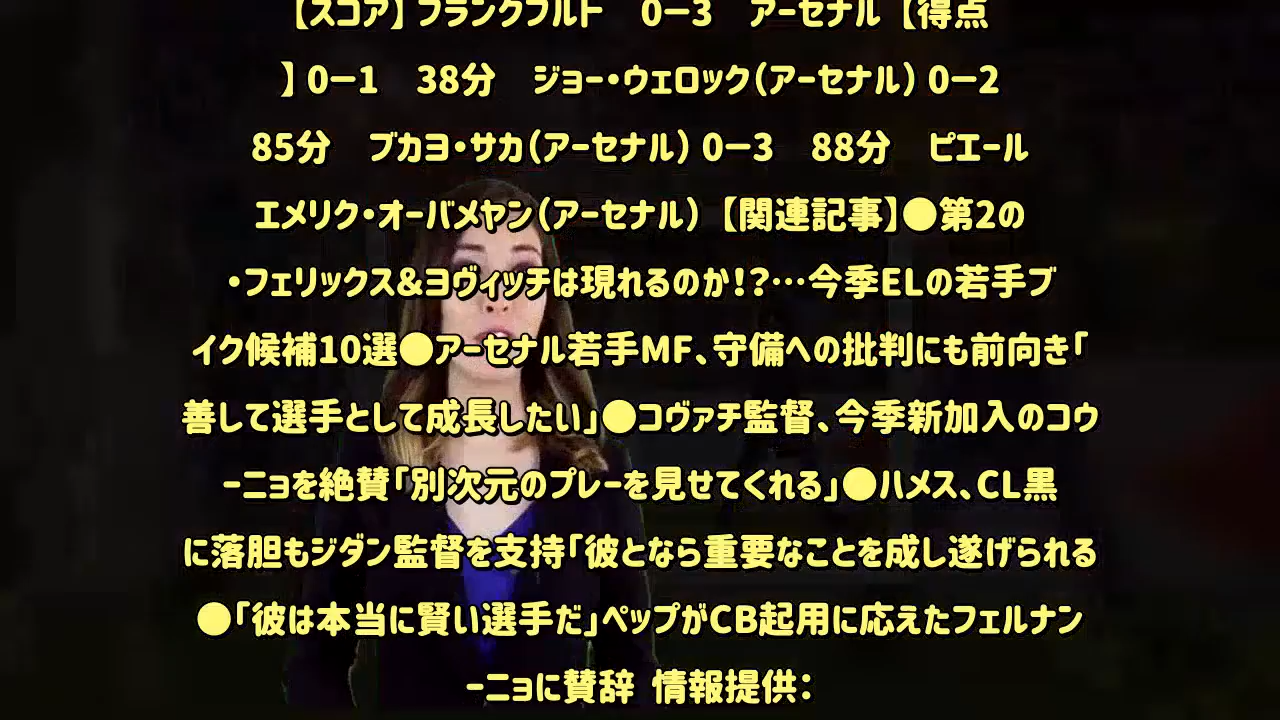 【スコア】 フランクフルト　0－3　アーセナル 【得点
】 0－1　38分　ジョー・ウェロック（アーセナル） 0－2
85分　ブカヨ・サカ（アーセナル） 0－3　88分　ピエール
エメリク・オーバメヤン（アーセナル） 【関連記事】●第2の
・フェリックス&ヨヴィッチは現れるのか！？…今季ELの若手ブ
イク候補10選●アーセナル若手MF、守備への批判にも前向き「
善して選手として成長したい」●コヴァチ監督、今季新加入のコウ
ーニョを絶賛「別次元のプレーを見せてくれる」●ハメス、CL黒
に落胆もジダン監督を支持「彼となら重要なことを成し遂げられる
●「彼は本当に賢い選手だ」ペップがCB起用に応えたフェルナン
ーニョに賛辞 情報提供：